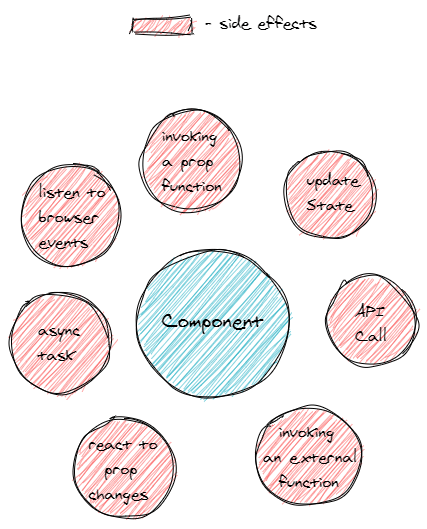 - side effects
invoking
a prop
function
update
State
listen to
browser
events
Component
API
Call
async
task
react to
prop
changes
invoking
an external
function